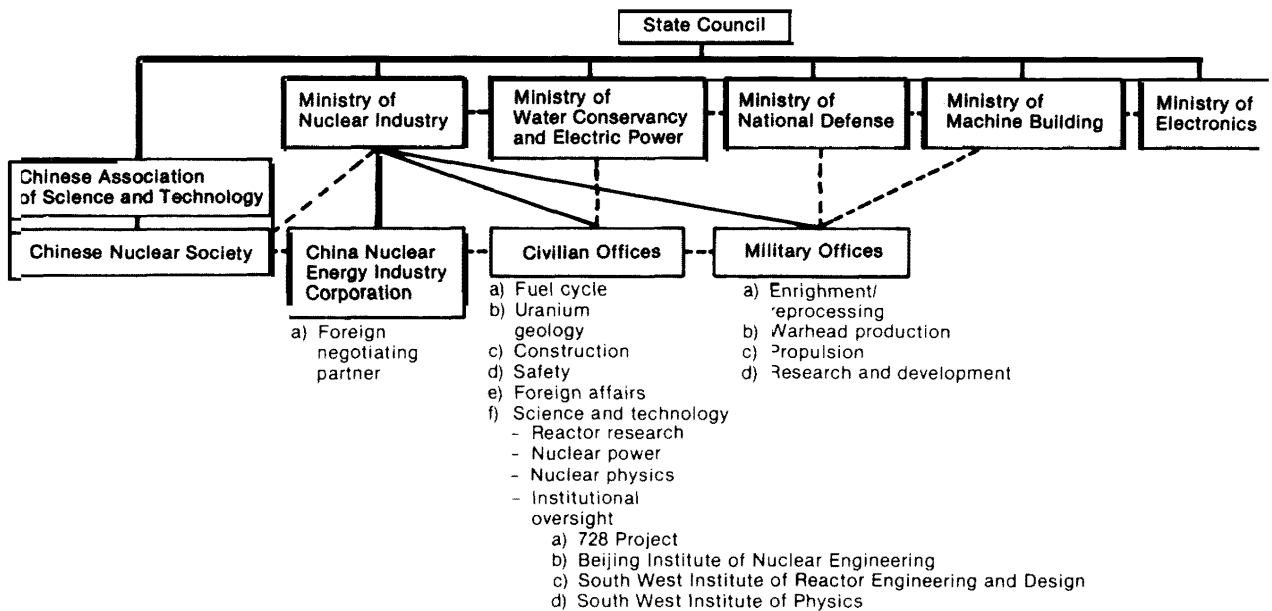 State Council
Ministry of
Nuclear Industry
Ministry of
Water Conservancy
and Electric Power
Ministry of
National Defense
Ministry of
Machine Building
Ministry of
Electronics
Chinese Association
of Science and Technology
Chinese Nuclear Society
China Nuclear
Energy Industry
Corporation
a) Foreign
negotiating
partner
Civilian Offices
a) Fuel cycle
b) Uranium
geology
c) Construction
d) Safety
e) Foreign affairs
f) Science and technology
- Reactor research
- Nuclear power
- Nuclear physics
- Institutional
oversight
a) 728 Project
b) Beijing Institute of Nuclear Engineering
c) South West Institute of Reactor Engineering and Design
d) South West Institute of Physics
Military Offices
a) Enrighment/
reprocessing
b) Warhead production
c) Propulsion
d) Research and development